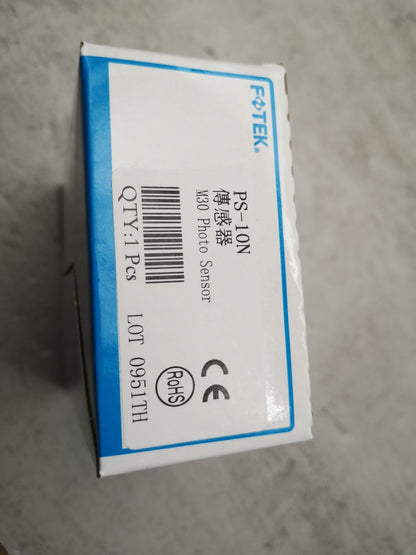 FOTEK®
PS-10N
傳感器
M30 Photo Sensor
QTY:1 Pcs
CE
RoHS
LOT 0951TH